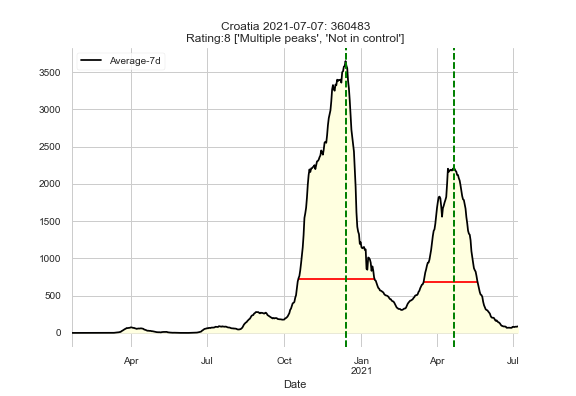 Croatia 2021-07-07: 360483
Rating:8 ['Multiple peaks', 'Not in control']
Average-7d
3500
3000
2500
2000
1500
1000
500
0
Apr
Jul
Oct
Jan
2021
Apr
Jul
Date